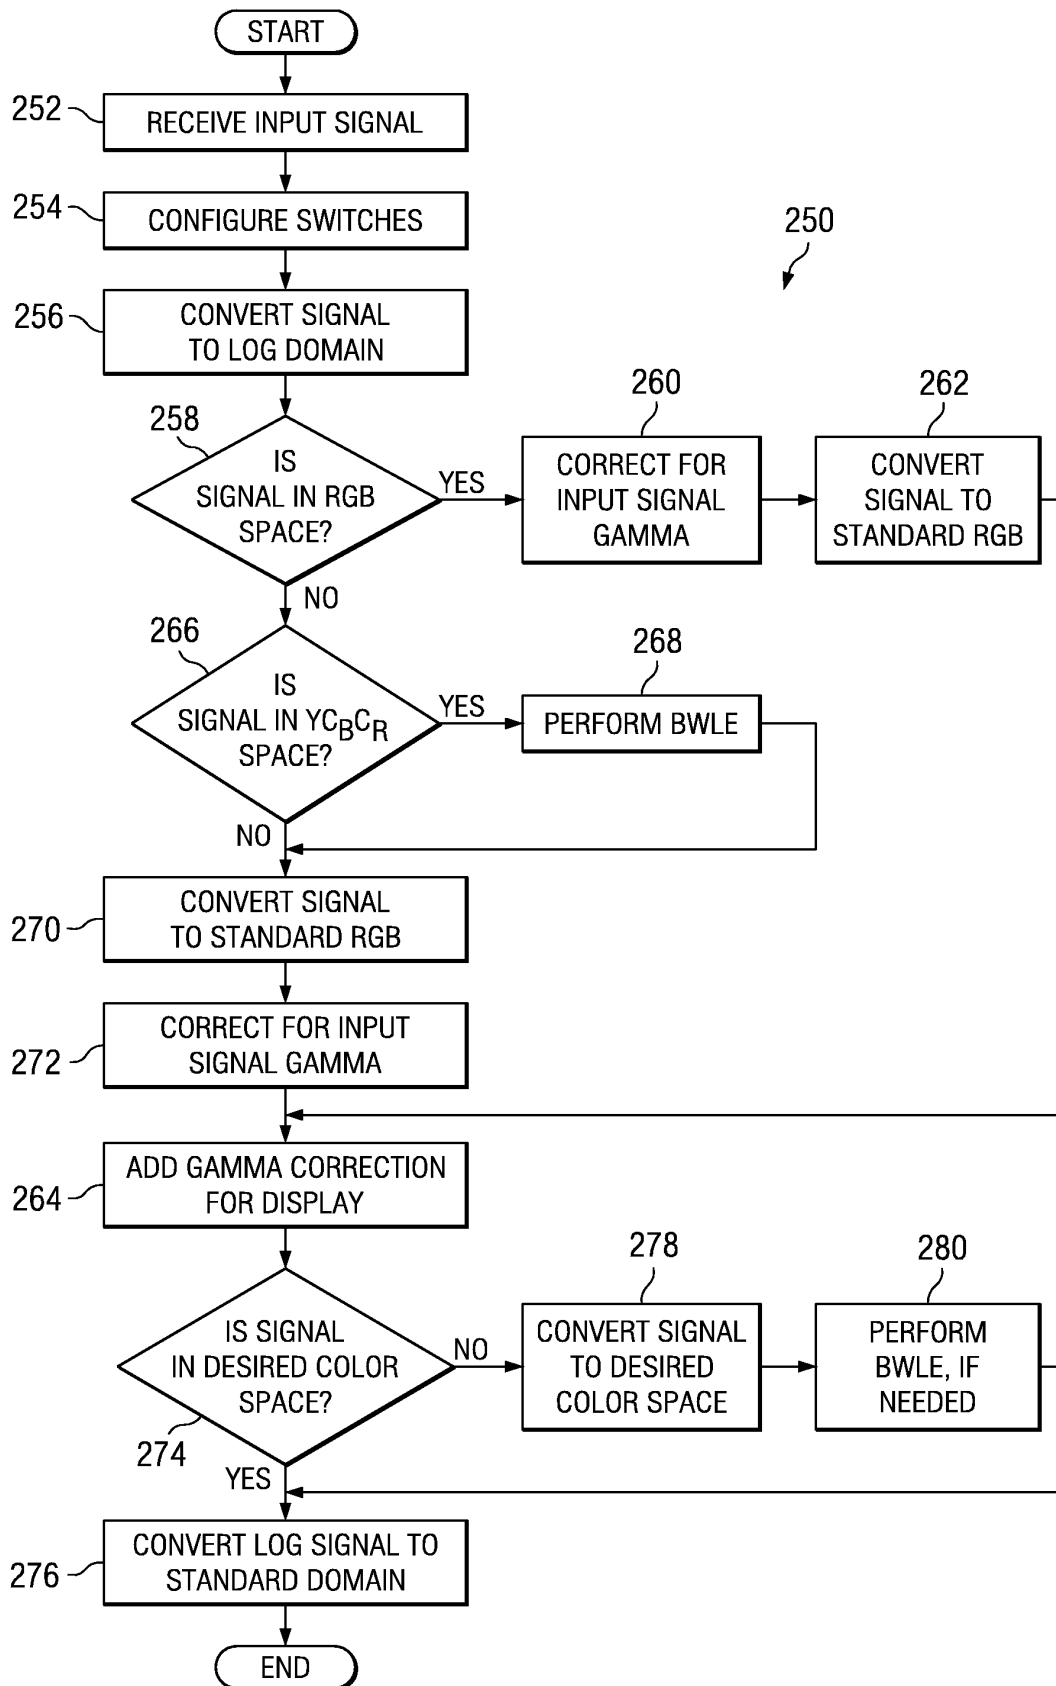 START
252
RECEIVE INPUT SIGNAL
254
CONFIGURE SWITCHES
250
256
CONVERT SIGNAL
TO LOG DOMAIN
258
IS
SIGNAL IN RGB
SPACE?
YES
NO
260
CORRECT FOR
INPUT SIGNAL
GAMMA
262
CONVERT
SIGNAL TO
STANDARD RGB
266
IS
SIGNAL IN YCBCR
SPACE?
YES
NO
268
PERFORM BWLE
270
CONVERT SIGNAL
TO STANDARD RGB
272
CORRECT FOR INPUT
SIGNAL GAMMA
264
ADD GAMMA CORRECTION
FOR DISPLAY
274
IS SIGNAL
IN DESIRED COLOR
SPACE?
NO
YES
278
CONVERT SIGNAL
TO DESIRED
COLOR SPACE
280
PERFORM
BWLE, IF
NEEDED
276
CONVERT LOG SIGNAL TO
STANDARD DOMAIN
END